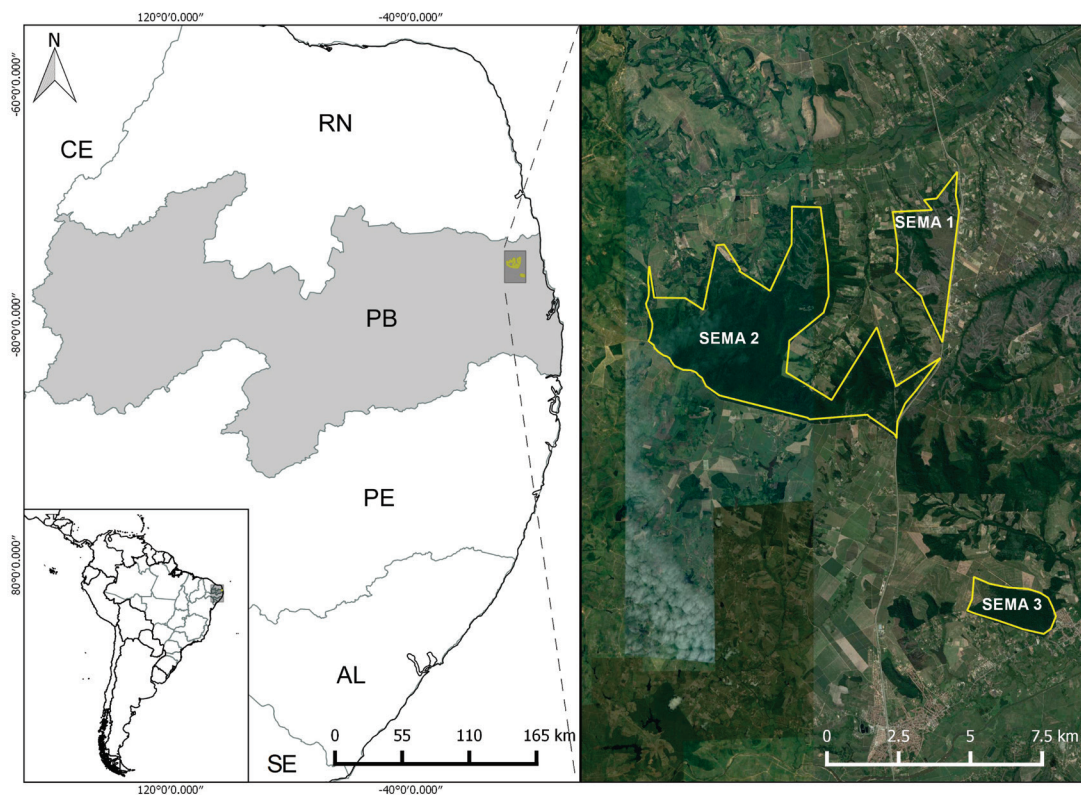 120°0'0.000"
-40°0'0.000"
N
-60°0'0.000"
RN
CE
PB
-80°0'0.000"
PE
80°0'0.000"
AL
SE
0 55 110 165 km
120°0'0.000"
-40°0'0.000"
SEMA 1
SEMA 2
SEMA 3
0 2.5 5 7.5 km